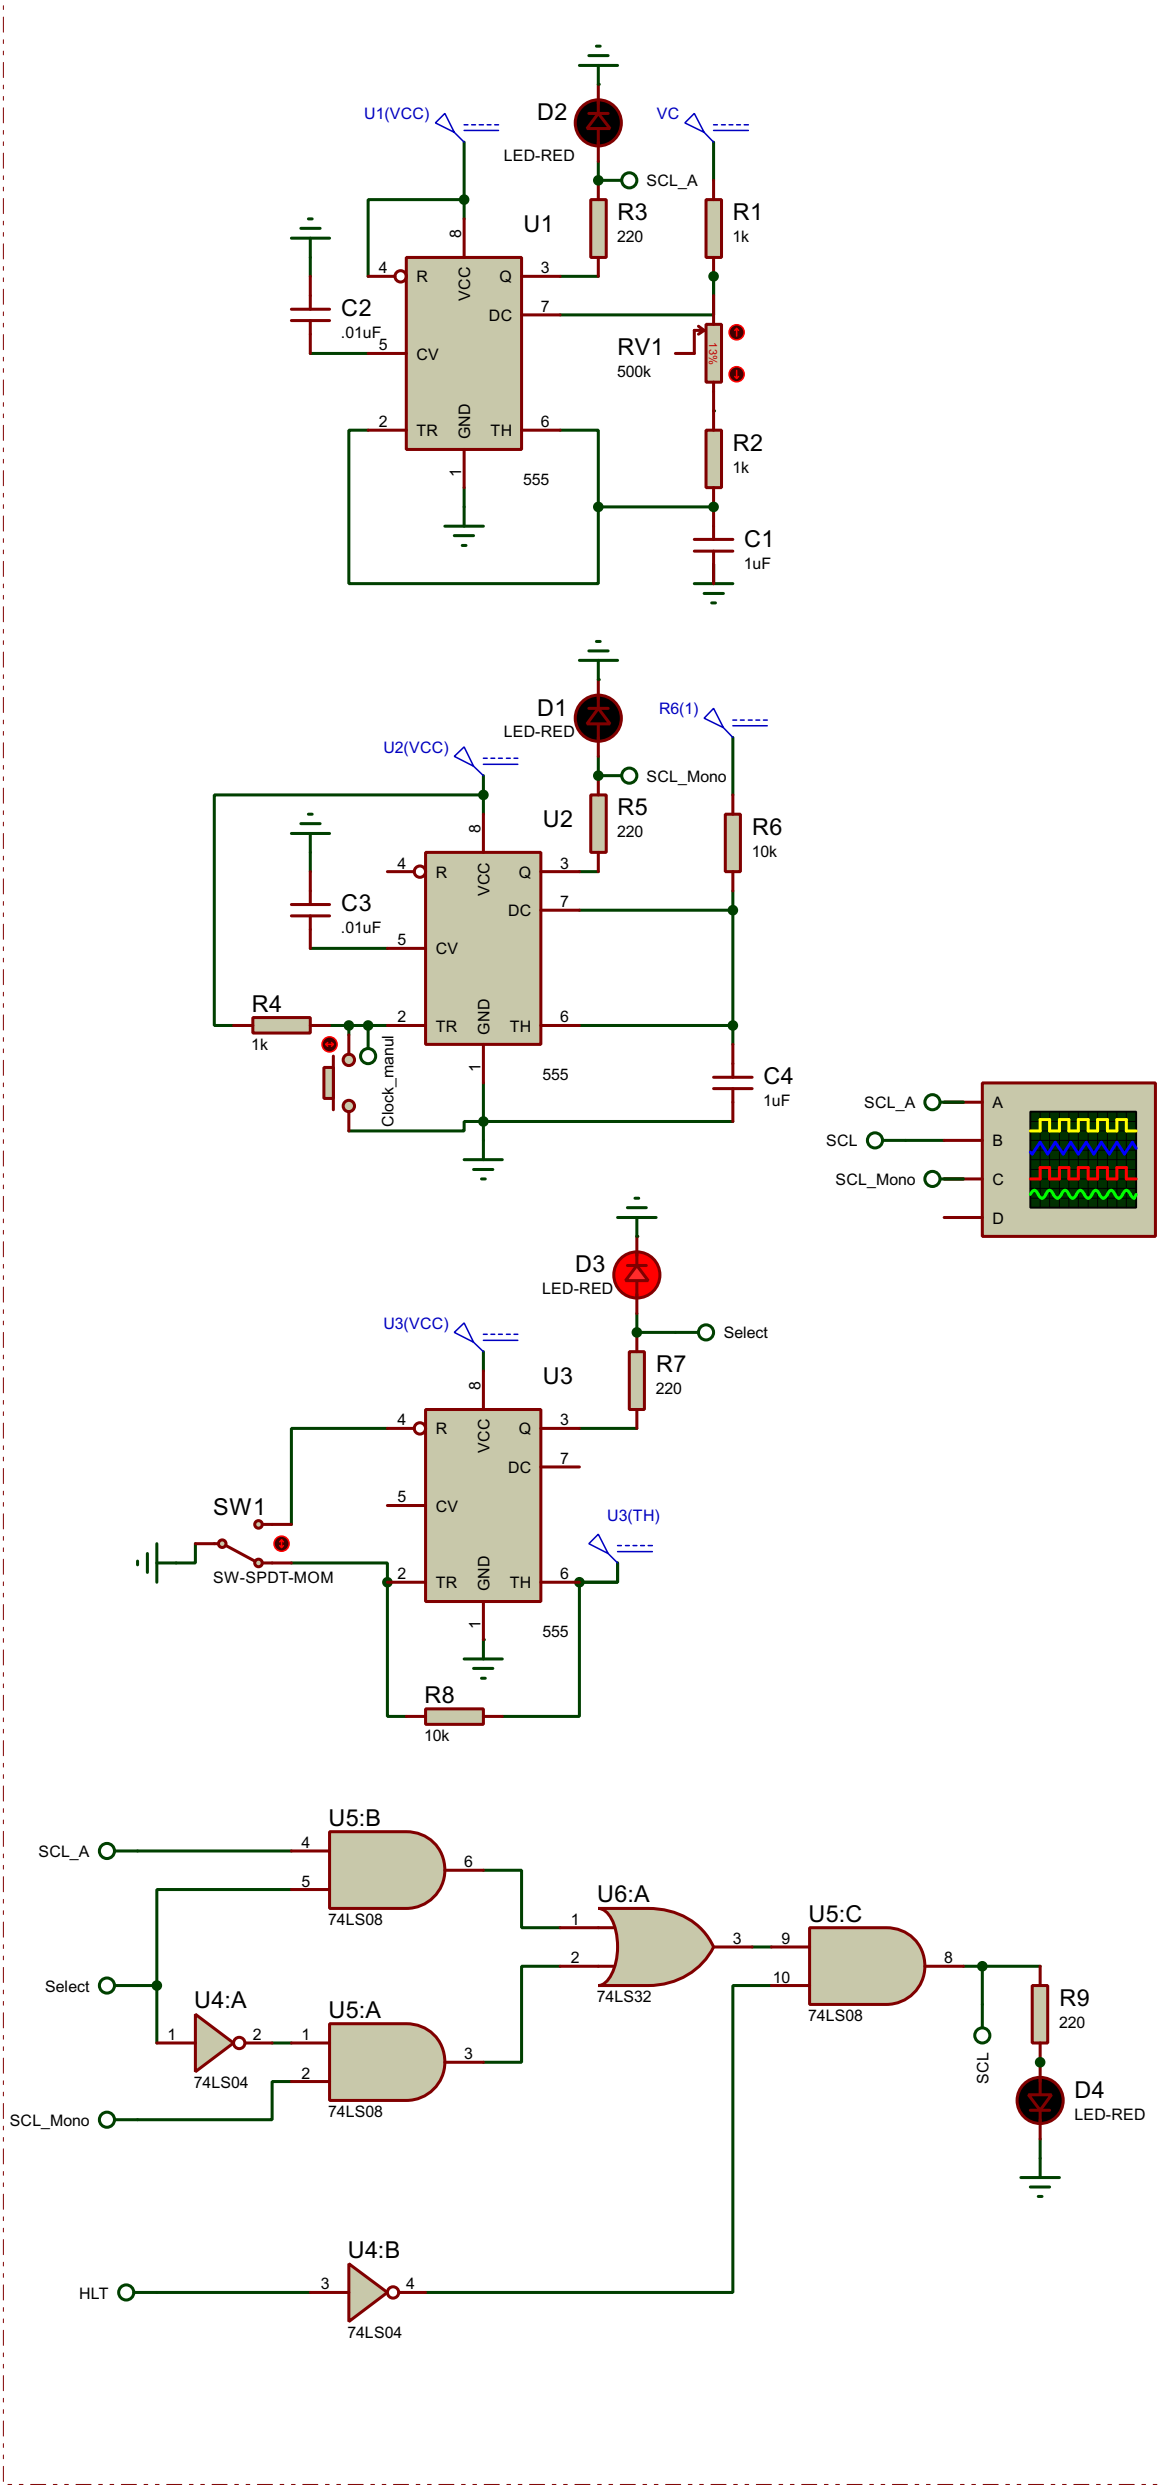 U1(VCC)
D2
LED-RED
VC
SCL_A
R3
220
R1
1k
U1
8
4
R
VCC
Q
3
DC
7
C2
.01uF
5
CV
RV1
500k
13%
2
TR
GND
TH
6
1
555
R2
1k
C1
1uF
D1
LED-RED
R6(1)
U2(VCC)
SCL_Mono
R5
220
U2
R6
10k
8
4
R
VCC
Q
3
DC
7
C3
.01uF
5
CV
R4
1k
2
TR
GND
TH
6
1
555
Clock_manul
C4
1uF
SCL_A
A
SCL
B
SCL_Mono
C
D
D3
LED-RED
U3(VCC)
Select
R7
220
U3
8
4
R
VCC
Q
3
DC
7
5
CV
SW1
SW-SPDT-MOM
U3(TH)
2
TR
GND
TH
6
1
555
R8
10k
U5:B
SCL_A
4
5
6
74LS08
U6:A
1
2
3
74LS32
U5:C
9
10
8
74LS08
Select
U4:A
1
2
74LS04
U5:A
1
2
3
74LS08
SCL_Mono
R9
220
SCL
D4
LED-RED
U4:B
HLT
3
4
74LS04